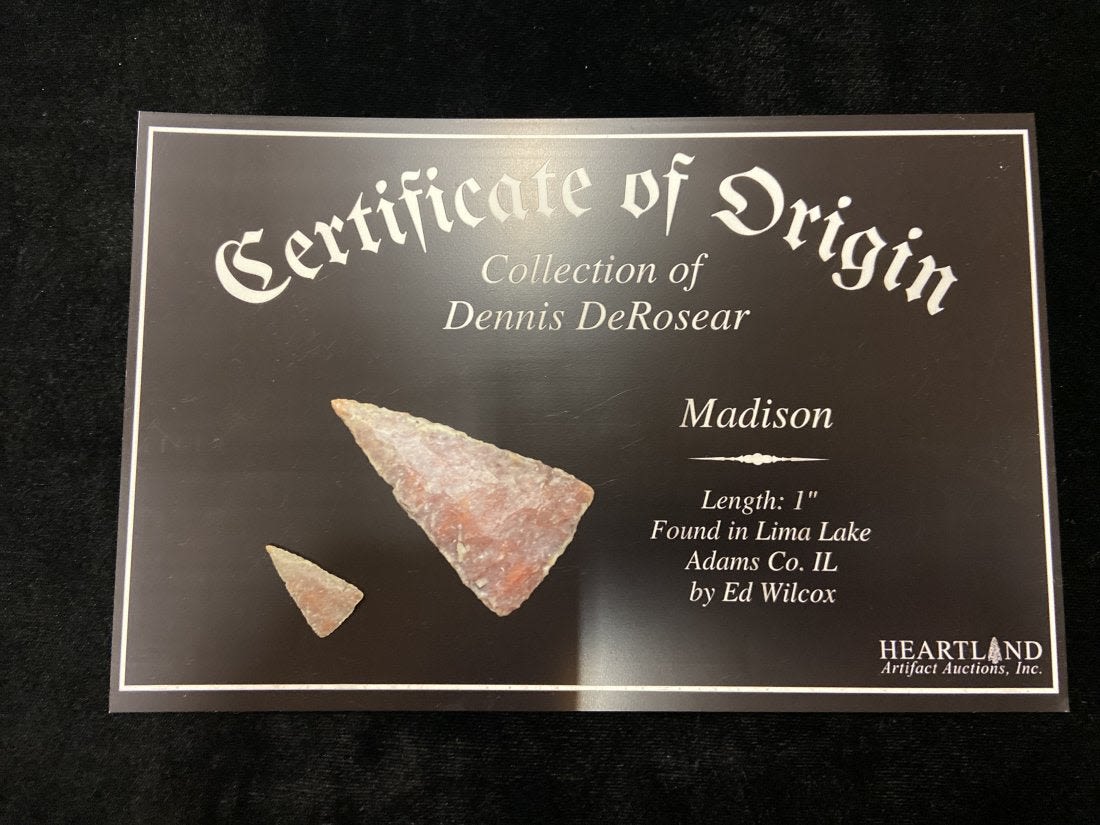 Certificate of Origin
Collection of
Dennis DeRosear
Madison
Length: 1"
Found in Lima Lake
Adams Co. IL
by Ed Wilcox
HEARTLAND
Artifact Auctions, Inc.